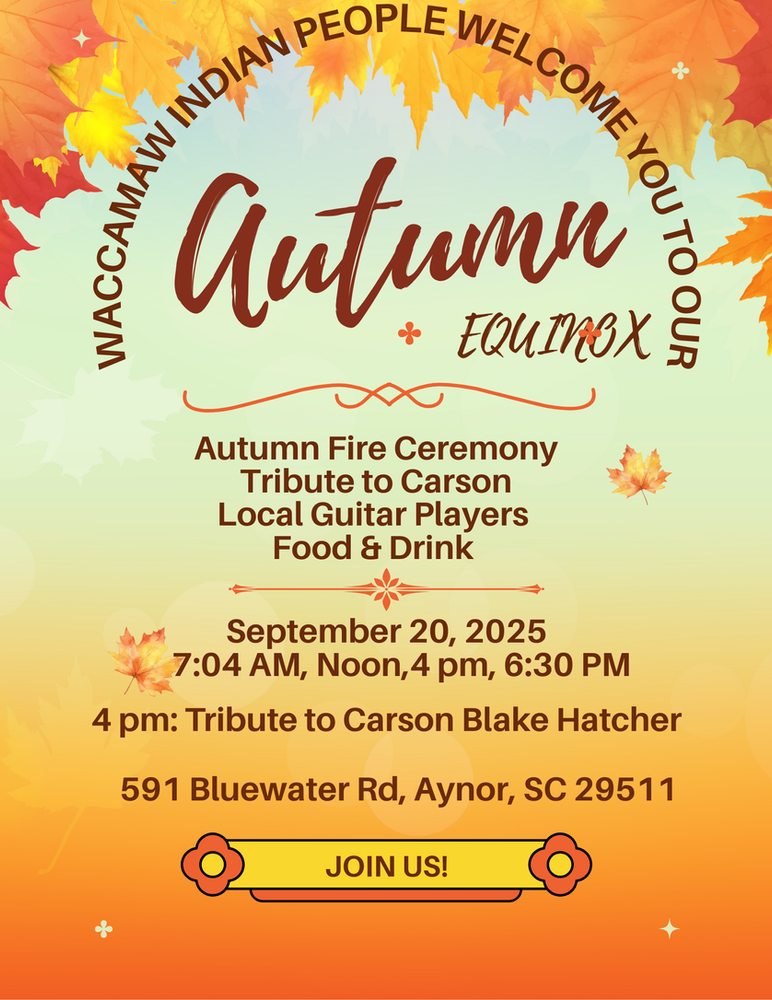 WACCAMAW INDIAN PEOPLE WELCOME YOU TO OUR
Autumn
EQUINOX
Autumn Fire Ceremony
Tribute to Carson
Local Guitar Players
Food & Drink
September 20, 2025
7:04 AM, Noon,4 pm, 6:30 PM
4 pm: Tribute to Carson Blake Hatcher
591 Bluewater Rd, Aynor, SC 29511
JOIN US!